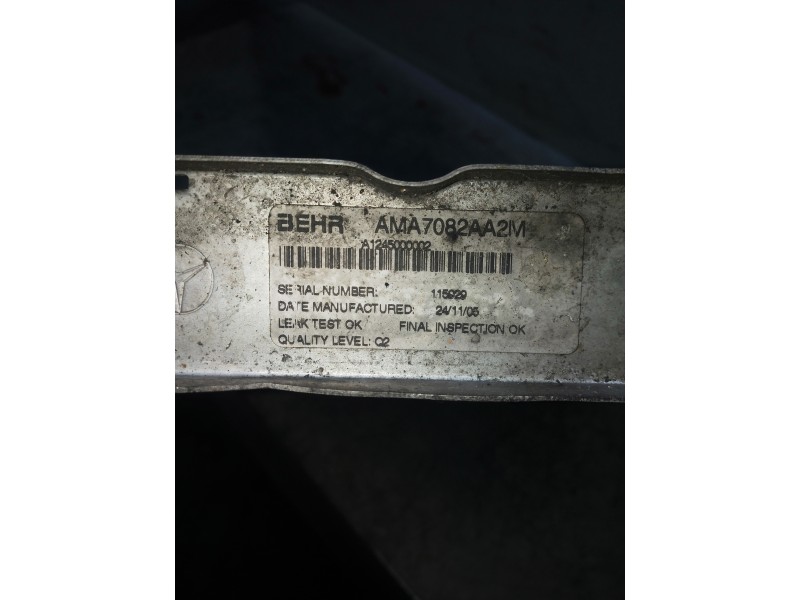 BEHR AMA7082AA2M
A1245000002
SERIAL NUMBER: 115929
DATE MANUFACTURED: 24/11/05
LEAK TEST OK FINAL INSPECTION OK
QUALITY LEVEL: Q2